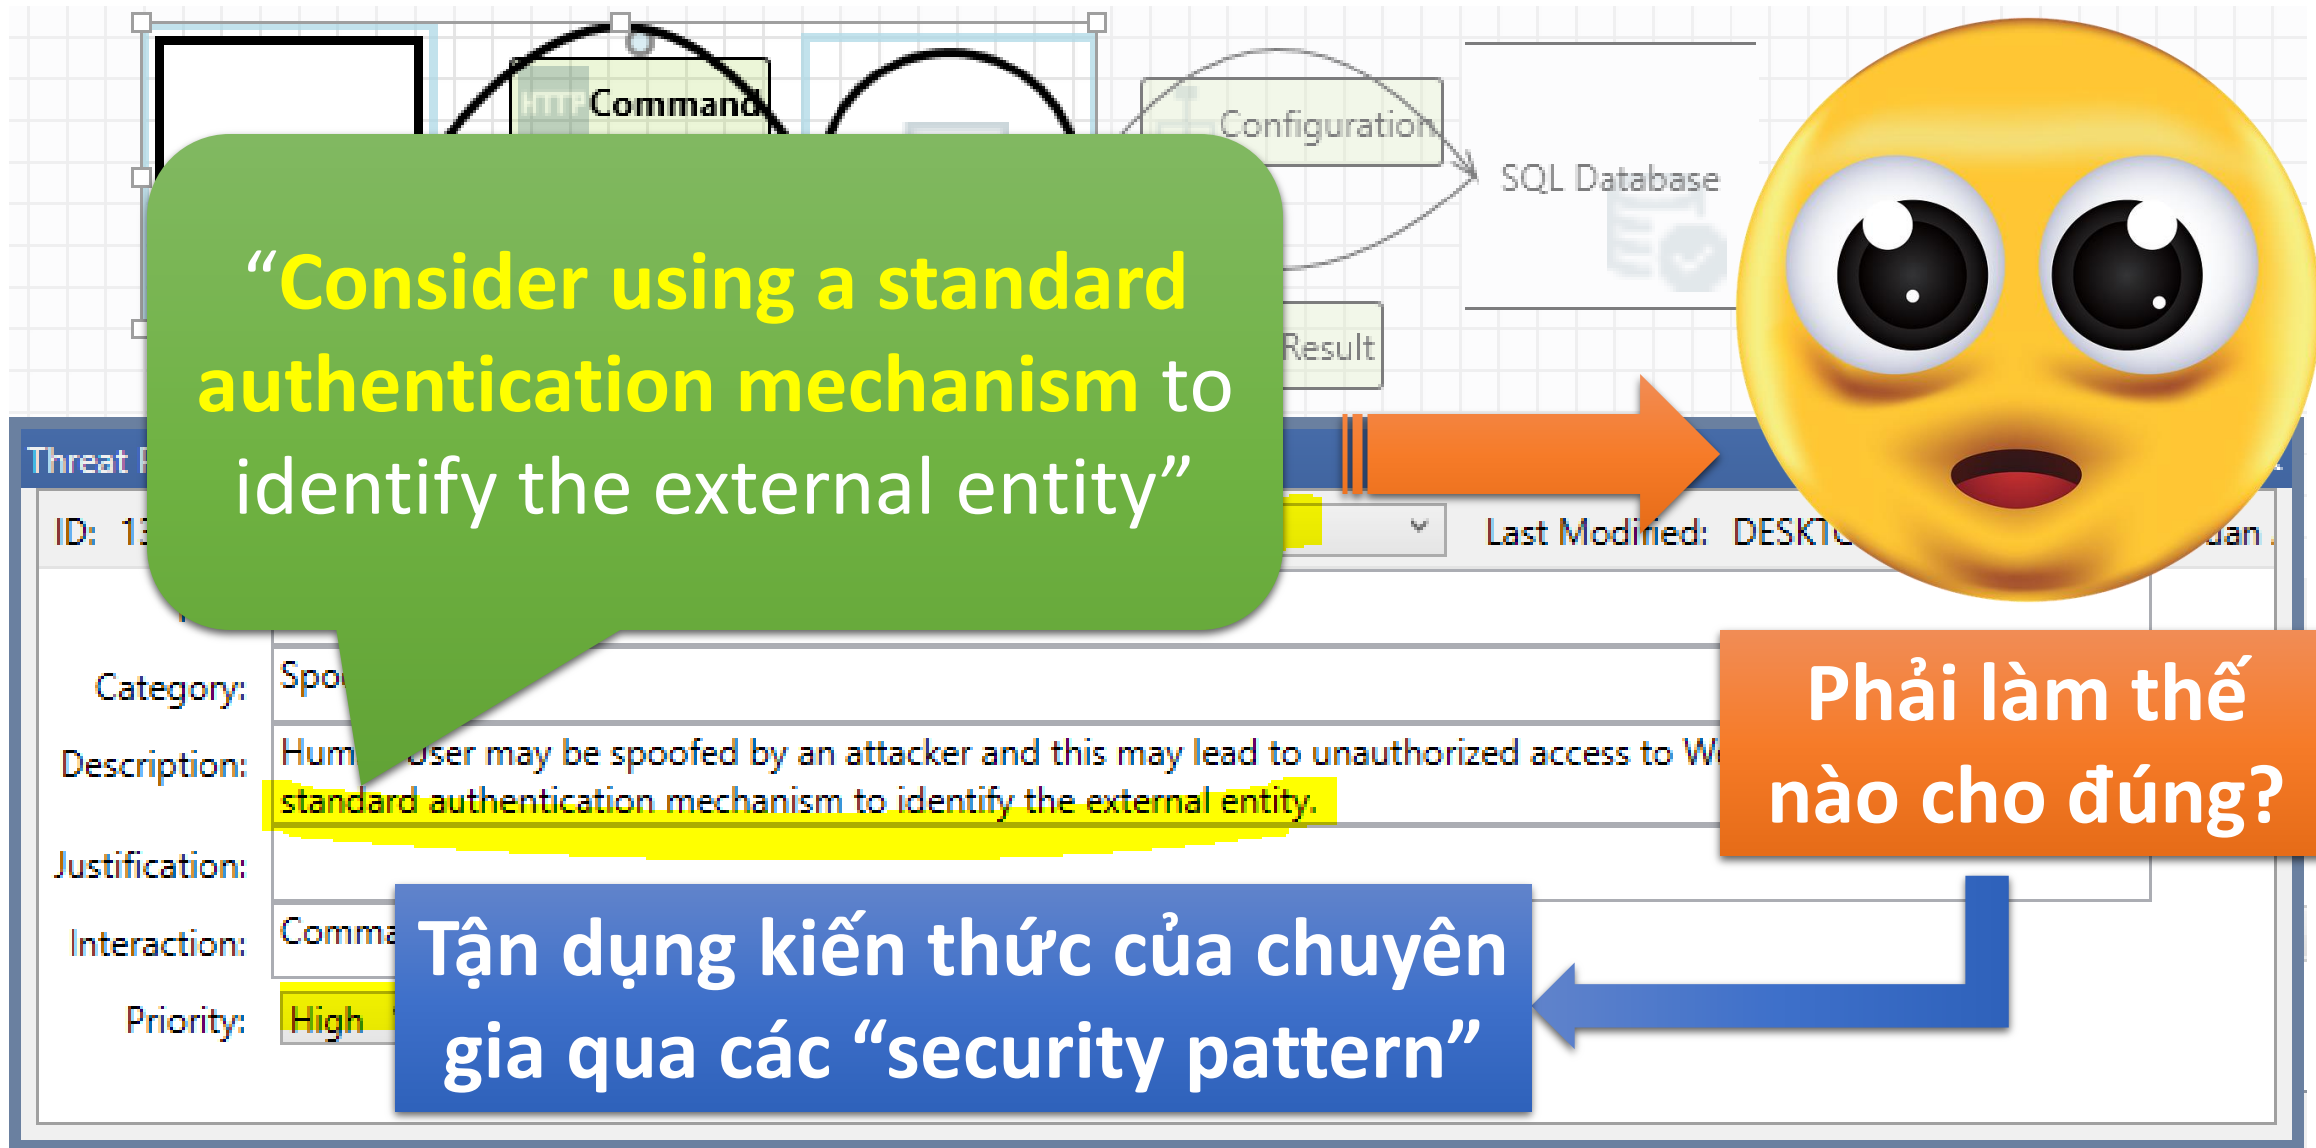 HTTP Command
Configuration
SQL Database
“Consider using a standard
authentication mechanism to
identify the external entity”
Result
Threat
ID:
Last Modified:
Category:
Description: User may be spoofed by an attacker and this may lead to unauthorized access to
standard authentication mechanism to identify the external entity.
Justification:
Interaction:
Priority: High
Phải làm thế
nào cho đúng?
Tận dụng kiến thức của chuyên
gia qua các “security pattern”